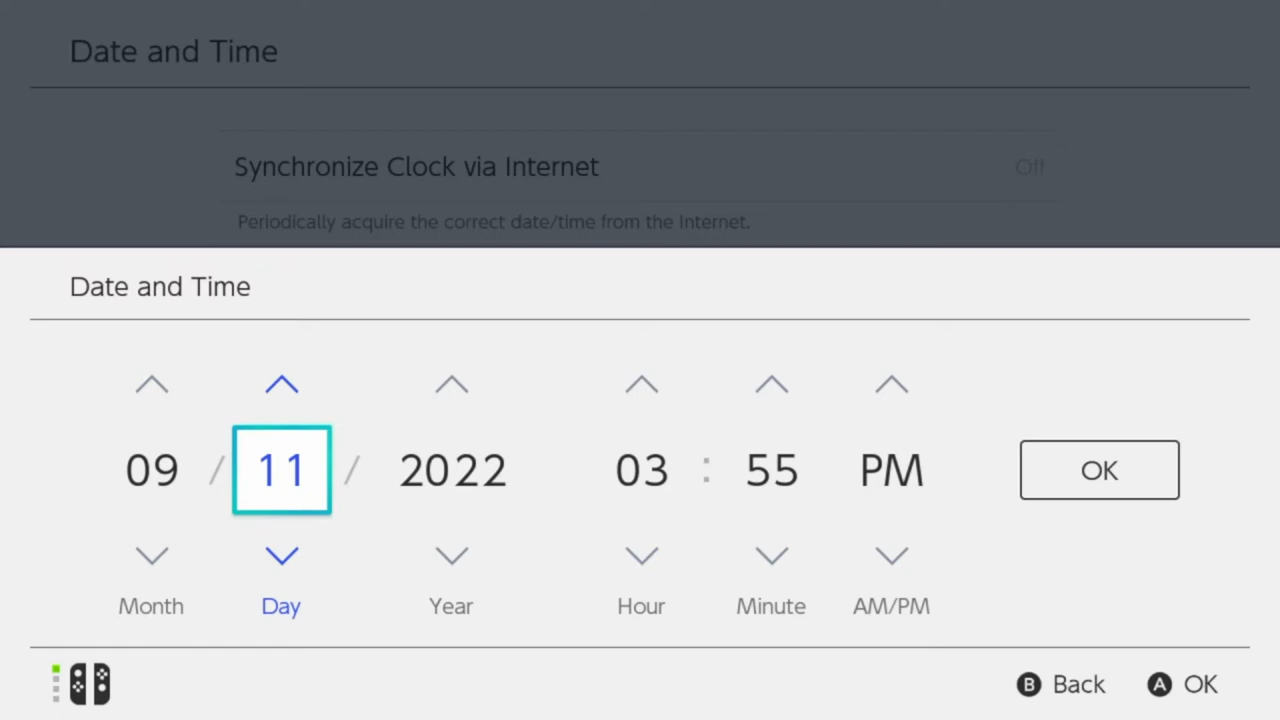 Date and Time
Synchronize Clock via Internet Off
Periodically acquire the correct date/time from the Internet.
Date and Time
09 / 11 / 2022 03 : 55 PM OK
Month Day Year Hour Minute AM/PM
B Back A OK